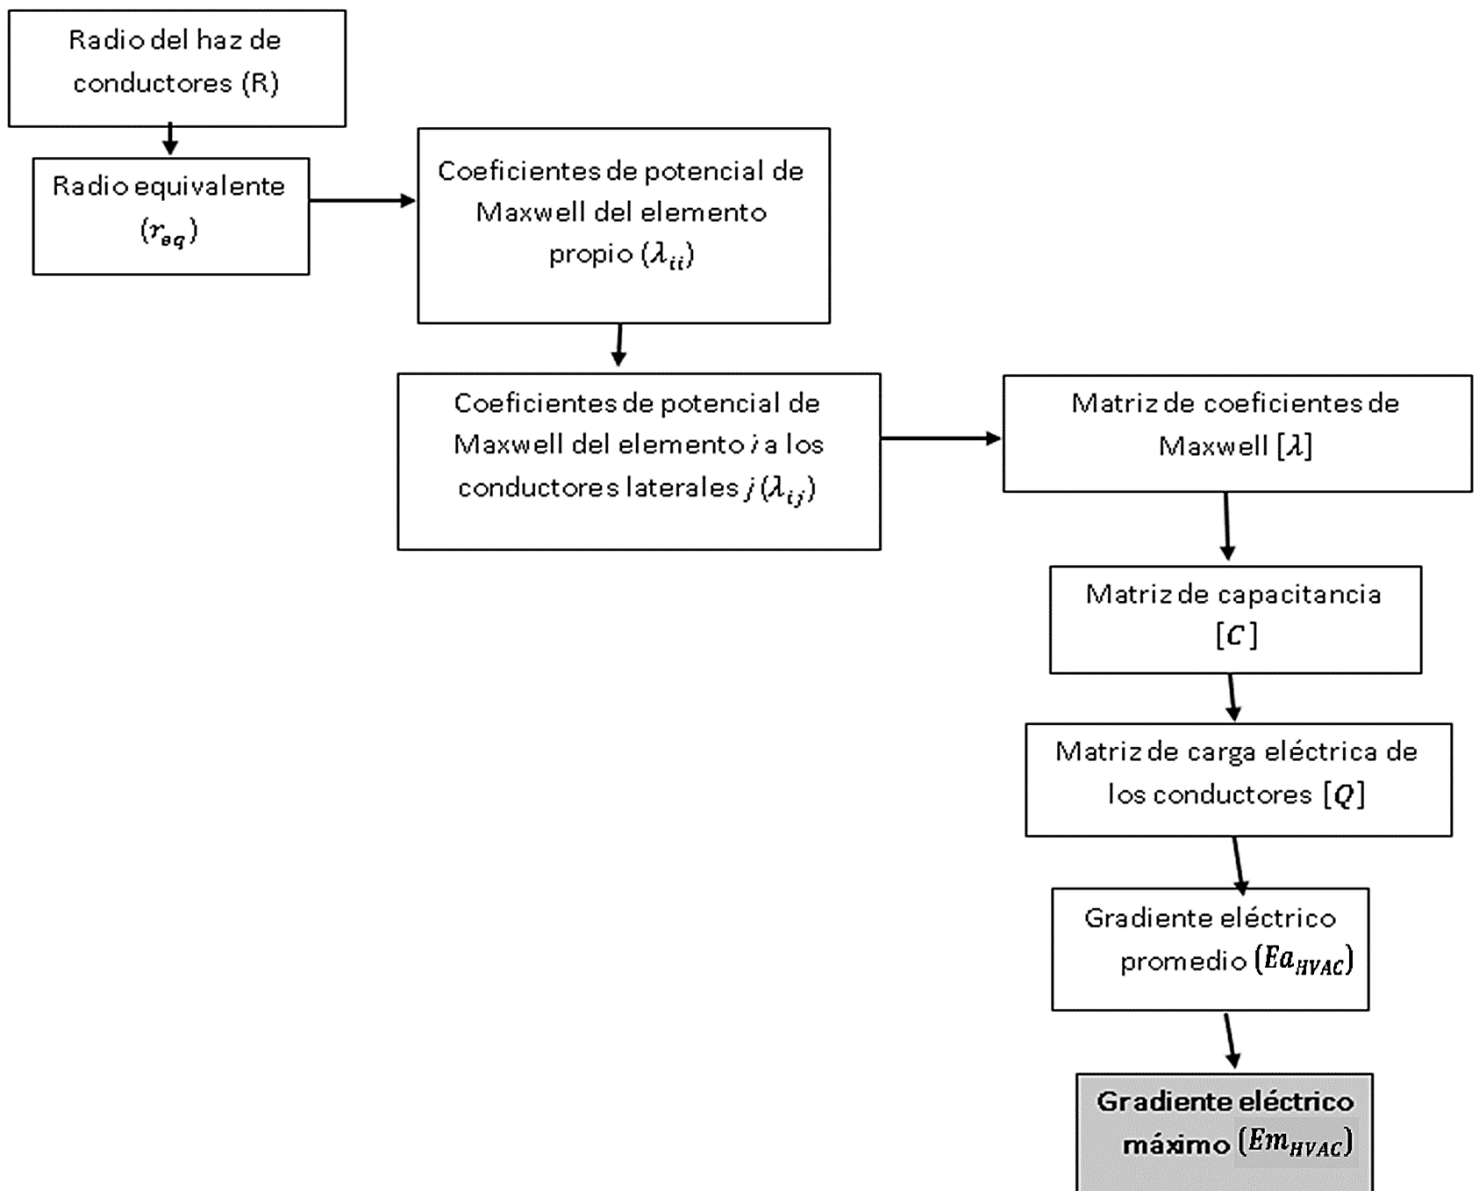 Radio del haz de
conductores (R)
Radio equivalente
(r_eq)
Coeficientes de potencial de
Maxwell del elemento
propio (λ_ii)
Coeficientes de potencial de
Maxwell del elemento i a los
conductores laterales j (λ_ij)
Matriz de coeficientes de
Maxwell [λ]
Matriz de capacitancia
[C]
Matriz de carga eléctrica de
los conductores [Q]
Gradiente eléctrico
promedio (Ea_HVAC)
Gradiente eléctrico
máximo (Em_HVAC)